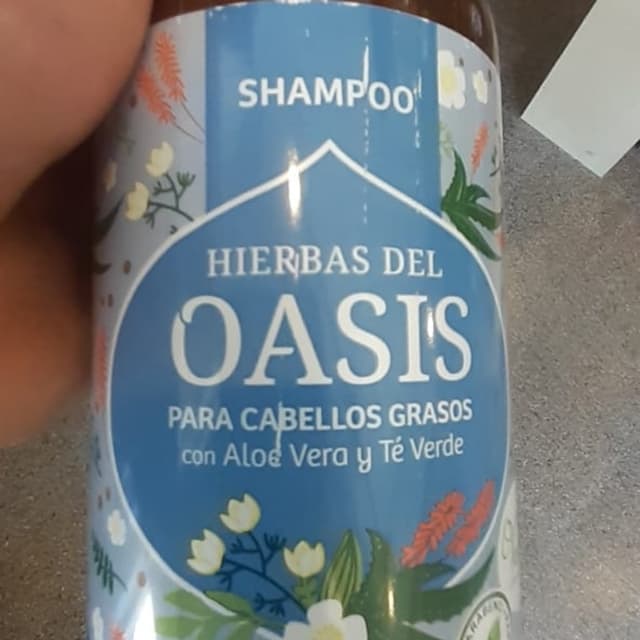 SHAMPOO
HIERBAS DEL
OASIS
PARA CABELLOS GRASOS
con Aloe Vera y Té Verde